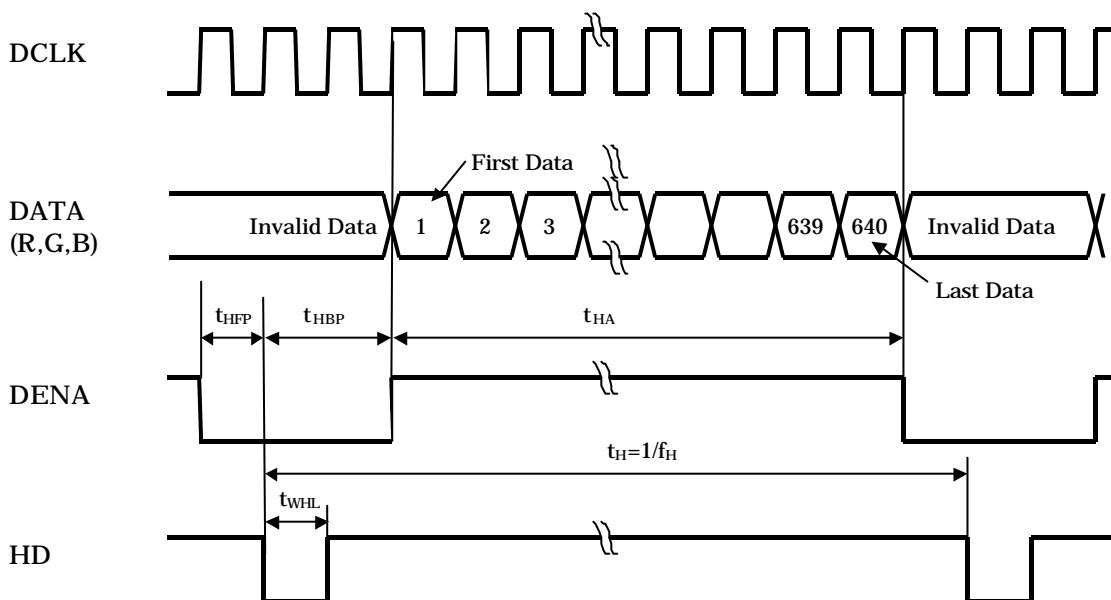 DCLK
First Data
DATA
(R,G,B)
Invalid Data 1 2 3 639 640 Invalid Data
Last Data
tHFP tHBP tHA
DENA
tH=1/fH
tWHL
HD